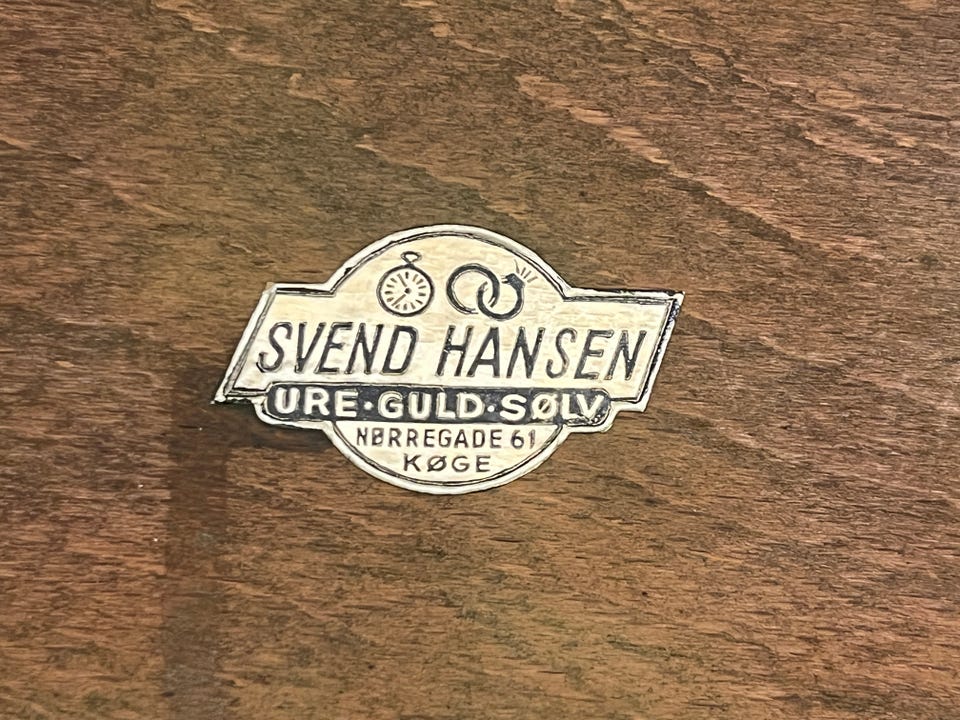 SVEND HANSEN
URE·GULD·SØLV
NØRREGADE 61
KØGE